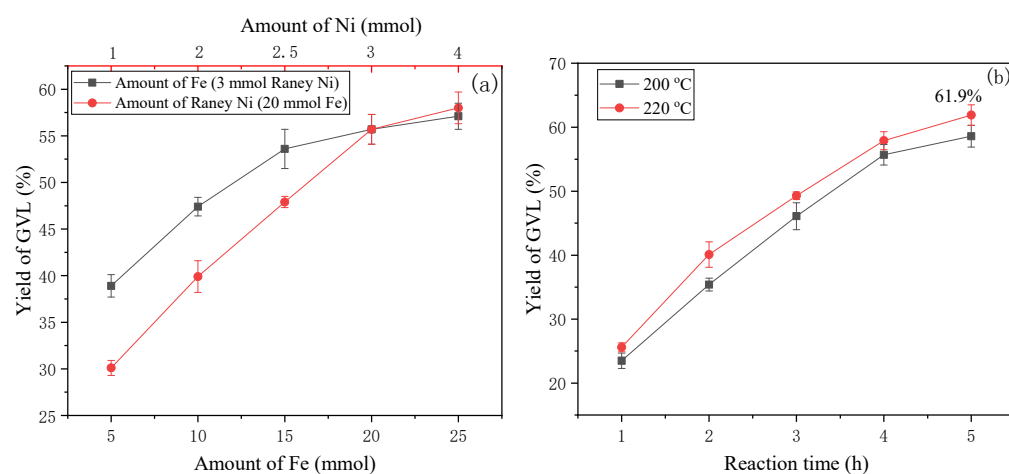 Amount of Ni (mmol)
1 2 2.5 3 4
(a)
Amount of Fe (3 mmol Raney Ni)
Amount of Raney Ni (20 mmol Fe)
Yield of GVL (%)
60
55
50
45
40
35
30
25
5 10 15 20 25
Amount of Fe (mmol)
(b)
200 °C
220 °C
61.9%
Yield of GVL (%)
70
60
50
40
30
20
1 2 3 4 5
Reaction time (h)